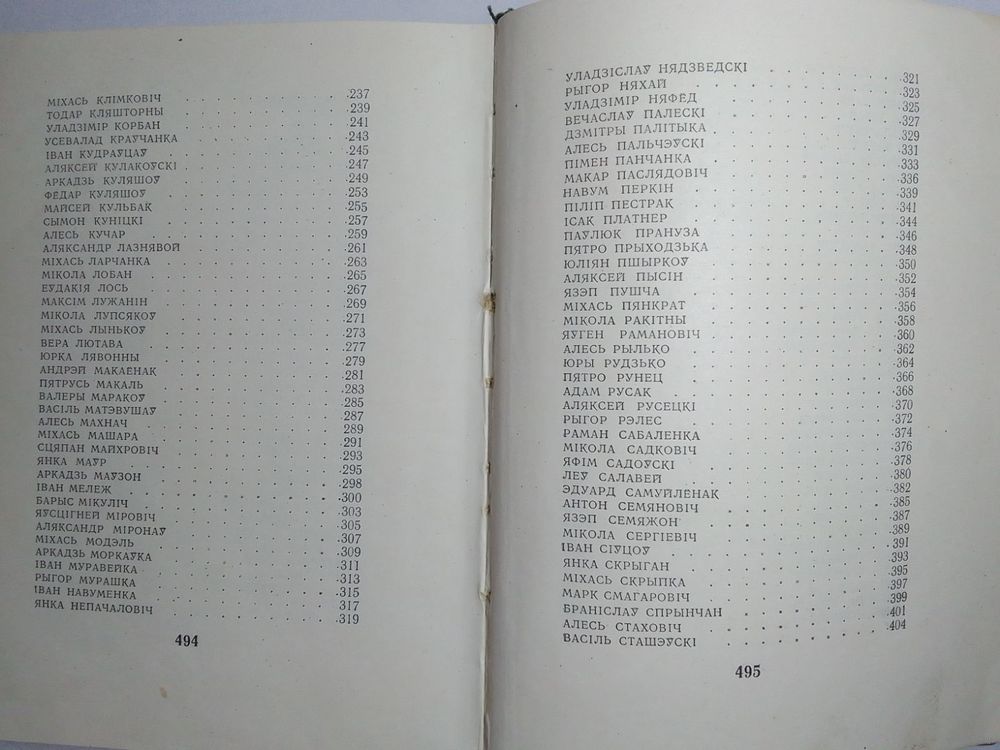 МІХАСЬ КЛІМКОВІЧ . . . 237
ТОДАР КЛЯШТОРНЫ . . . 239
УЛАДЗІМІР КОРБАН . . . 241
УСЕВАЛАД КРАЎЧАНКА . . . 243
ІВАН КУДРАЎЦАЎ . . . 245
АЛЯКСЕЙ КУЛАКОЎСКІ . . . 247
АРКАДЗЬ КУЛЯШОЎ . . . 249
ФЁДАР КУЛЯШОЎ . . . 253
МАЙСЕЙ КУЛЬБАК . . . 255
СЫМОН КУНІЦКІ . . . 257
АЛЕСЬ КУЧАР . . . 259
АЛЯКСАНДР ЛАЗНЯВОЙ . . . 261
МІХАСЬ ЛАРЧАНКА . . . 263
МІКОЛА ЛОБАН . . . 265
ЕЎДАКІЯ ЛОСЬ . . . 267
МАКСІМ ЛУЖАНІН . . . 269
МІКОЛА ЛУПСЯКОЎ . . . 271
МІХАСЬ ЛЫНЬКОЎ . . . 273
ВЕРА ЛЮТАВА . . . 277
ЮРКА ЛЯВОННЫ . . . 279
АНДРЭЙ МАКАЕНАК . . . 281
ПЯТРУСЬ МАКАЛЬ . . . 283
ВАЛЕРЫ МАРАКОЎ . . . 285
ВАСІЛЬ МАТЭВУШАЎ . . . 287
АЛЕСЬ МАХНАЧ . . . 289
МІХАСЬ МАШАРА . . . 291
СЦЯПАН МАЙХРОВІЧ . . . 293
ЯНКА МАЎР . . . 295
АРКАДЗЬ МАЎЗОН . . . 298
ІВАН МЕЛЕЖ . . . 300
БАРЫС МІКУЛІЧ . . . 303
ЯЎСЦІГНЕЙ МІРОВІЧ . . . 305
АЛЯКСАНДР МІРОНАЎ . . . 307
МІХАСЬ МОДЭЛЬ . . . 309
АРКАДЗЬ МОРКАЎКА . . . 311
ІВАН МУРАВЕЙКА . . . 313
РЫГОР МУРАШКА . . . 315
ІВАН НАВУМЕНКА . . . 317
ЯНКА НЕПАЧАЛОВІЧ . . . 319
494
УЛАДЗІСЛАЎ НЯДЗВЕДСКІ . . . 321
РЫГОР НЯХАЙ . . . 323
УЛАДЗІМІР НЯФЁД . . . 325
ВЕЧАСЛАЎ ПАЛЕСКІ . . . 327
ДЗМІТРЫ ПАЛІТЫКА . . . 329
АЛЕСЬ ПАЛЬЧЭЎСКІ . . . 331
ПІМЕН ПАНЧАНКА . . . 333
МАКАР ПАСЛЯДОВІЧ . . . 336
НАВУМ ПЕРКІН . . . 339
ПІЛІП ПЕСТРАК . . . 341
ІСАК ПЛАТНЕР . . . 344
ПАЎЛЮК ПРАНУЗА . . . 346
ПЯТРО ПРЫХОДЗЬКА . . . 348
ЮЛІЯН ПШЫРКОЎ . . . 350
АЛЯКСЕЙ ПЫСІН . . . 352
ЯЗЭП ПУШЧА . . . 354
МІХАСЬ ПЯНКРАТ . . . 356
МІКОЛА РАКІТНЫ . . . 358
ЯЎГЕН РАМАНОВІЧ . . . 360
АЛЕСЬ РЫЛЬКО . . . 362
ЮРЫ РУДЗЬКО . . . 364
ПЯТРО РУНЕЦ . . . 366
АДАМ РУСАК . . . 368
АЛЯКСЕЙ РУСЕЦКІ . . . 370
РЫГОР РЭЛЕС . . . 372
РАМАН САБАЛЕНКА . . . 374
МІКОЛА САДКОВІЧ . . . 376
ЯФІМ САДОЎСКІ . . . 378
ЛЕЎ САЛАВЕЙ . . . 380
ЭДУАРД САМУЙЛЁНАК . . . 382
АНТОН СЕМЯНОВІЧ . . . 385
ЯЗЭП СЕМЯЖОН . . . 387
МІКОЛА СЕРГІЕВІЧ . . . 389
ІВАН СІЎЦОЎ . . . 391
ЯНКА СКРЫГАН . . . 393
МІХАСЬ СКРЫПКА . . . 395
МАРК СМАГАРОВІЧ . . . 397
БРАНІСЛАЎ СПРЫНЧАН . . . 399
АЛЕСЬ СТАХОВІЧ . . . 401
ВАСІЛЬ СТАШЭЎСКІ . . . 404
495